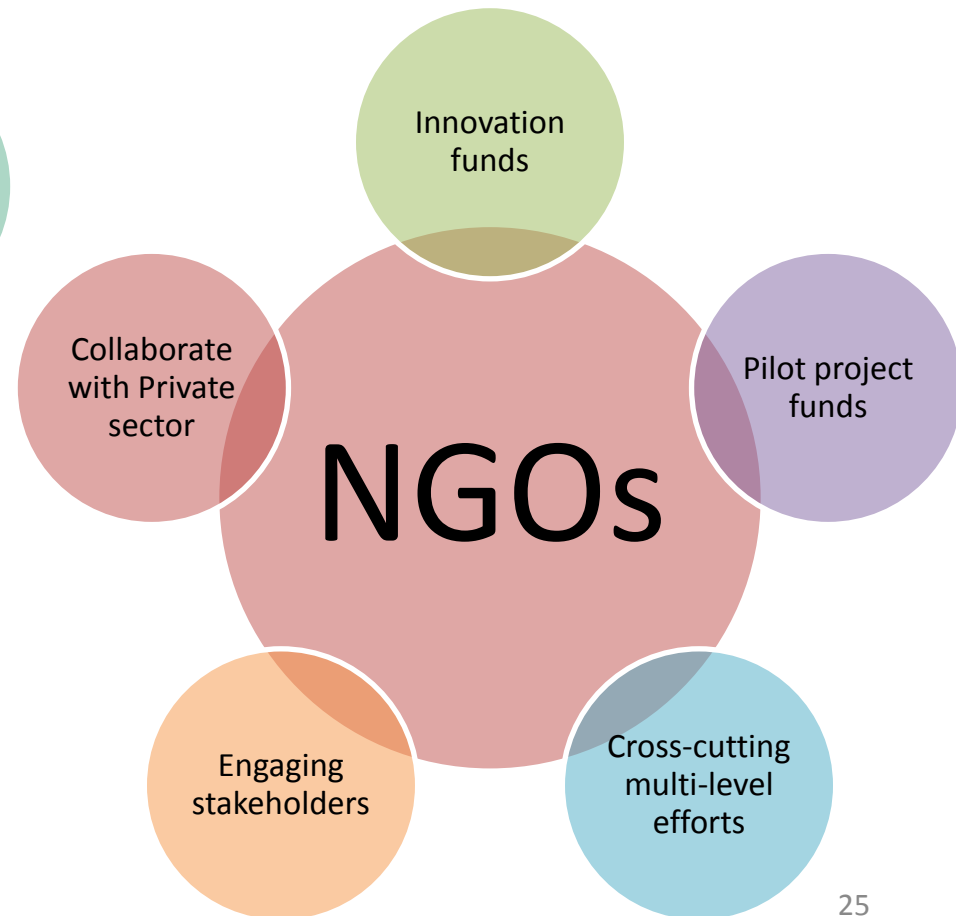 Innovation
funds
Collaborate
with Private
sector
Pilot project
funds
NGOs
Engaging
stakeholders
Cross-cutting
multi-level
efforts
25